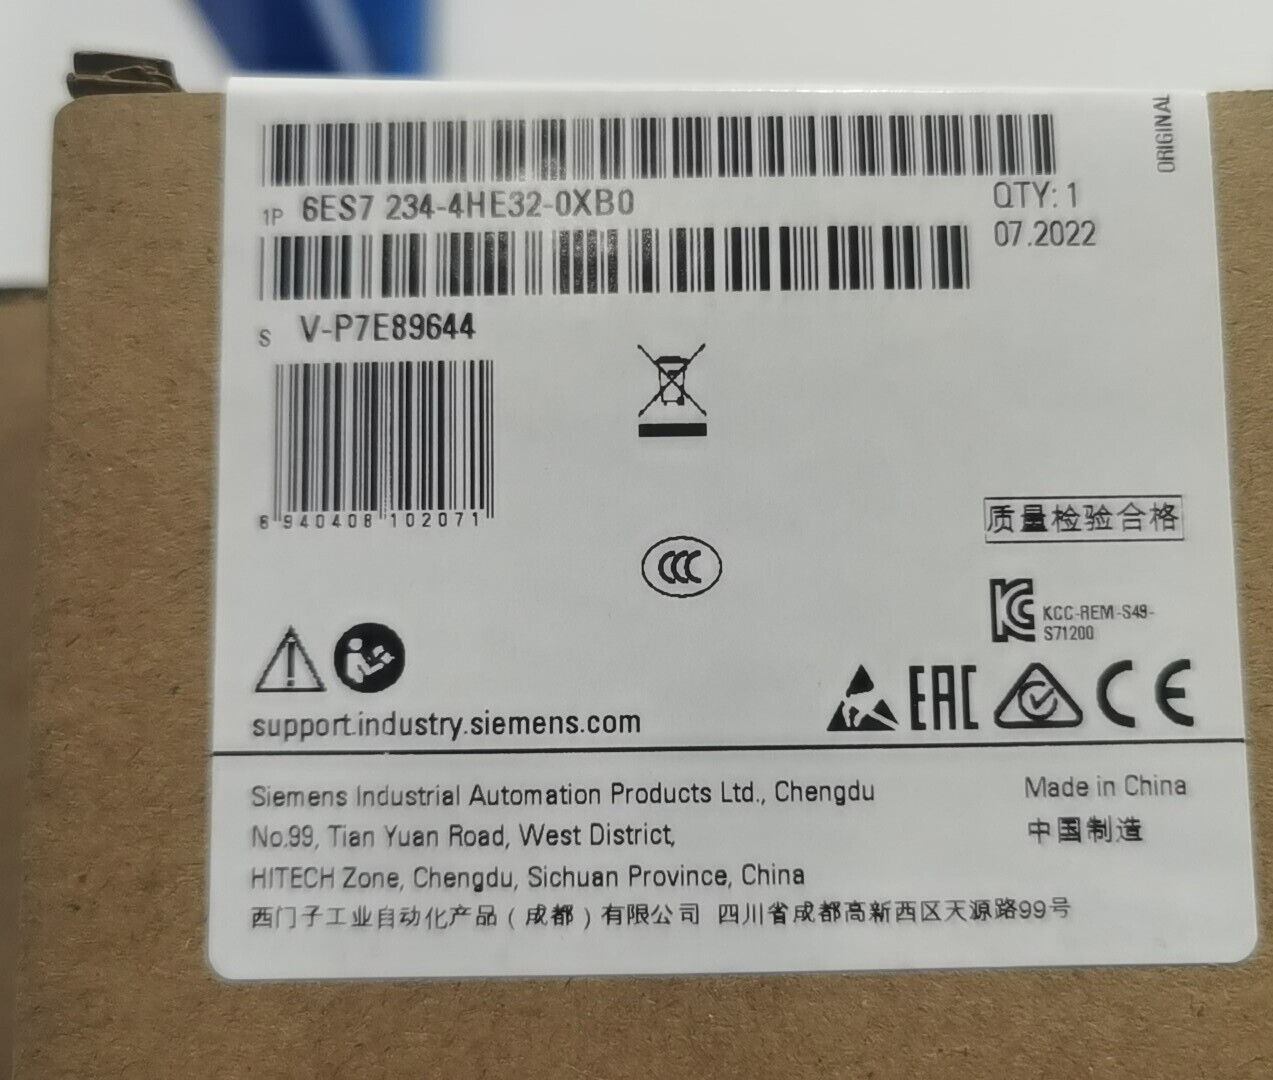 ORIGINAL
1P 6ES7 234-4HE32-0XB0
QTY: 1
07.2022
S V-P7E89644
6 940408 102071
质量检验合格
KCC-REM-S49-
S71200
EAC
CE
support.industry.siemens.com
Siemens Industrial Automation Products Ltd., Chengdu
No.99, Tian Yuan Road, West District,
HITECH Zone, Chengdu, Sichuan Province, China
西门子工业自动化产品（成都）有限公司 四川省成都高新西区天源路99号
Made in China
中国制造